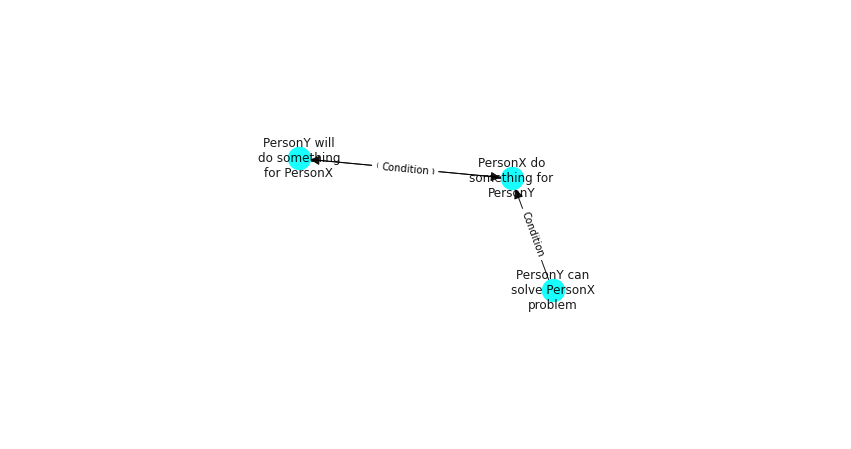 PersonY will
do something
for PersonX
Condition
PersonX do
something for
PersonY
Condition
PersonY can
solve PersonX
problem